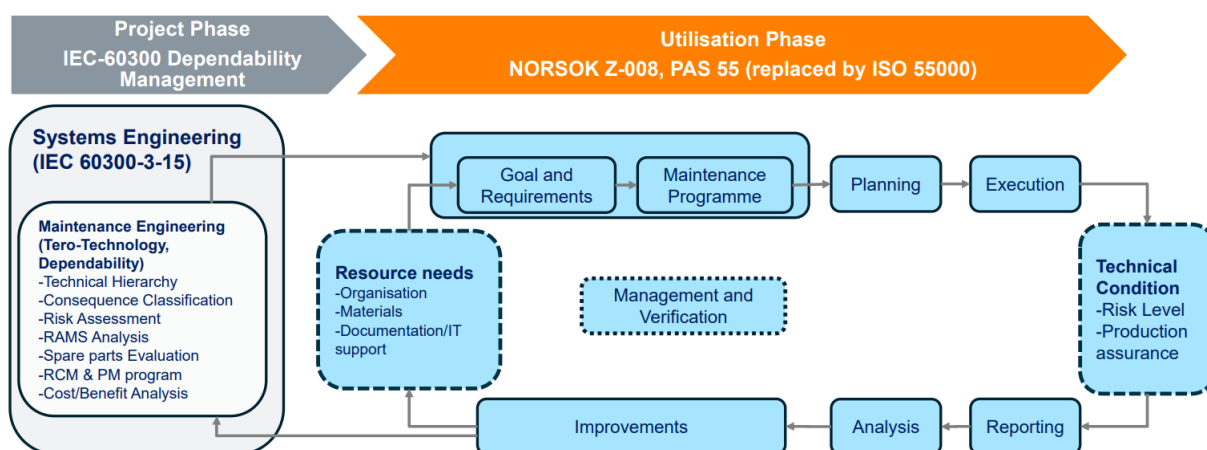 Project Phase
IEC-60300 Dependability
Management
Utilisation Phase
NORSOK Z-008, PAS 55 (replaced by ISO 55000)
Systems Engineering
(IEC 60300-3-15)
Maintenance Engineering
(Tero-Technology,
Dependability)
-Technical Hierarchy
-Consequence Classification
-Risk Assessment
-RAMS Analysis
-Spare parts Evaluation
-RCM & PM program
-Cost/Benefit Analysis
Goal and
Requirements
Maintenance
Programme
Planning
Execution
Resource needs
-Organisation
-Materials
-Documentation/IT
support
Management and
Verification
Technical
Condition
-Risk Level
-Production
assurance
Improvements
Analysis
Reporting